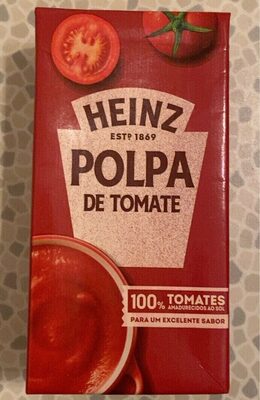 HEINZ
ESTD 1869
POLPA
DE TOMATE
100% TOMATES
AMADURECIDOS AO SOL
PARA UM EXCELENTE SABOR